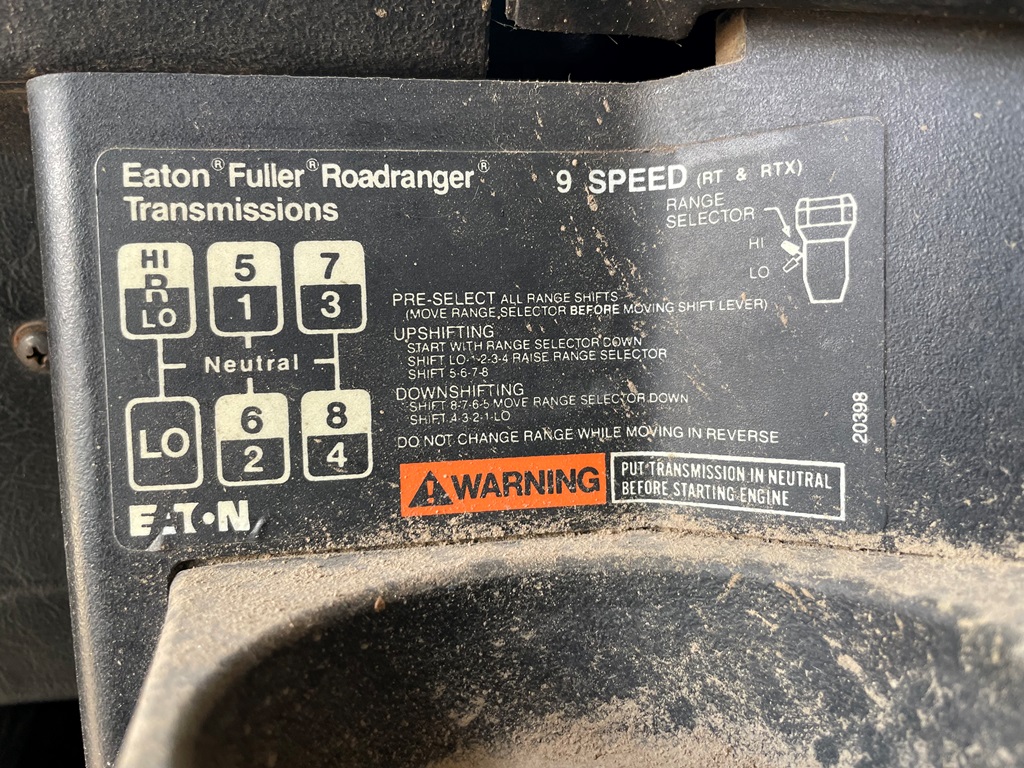 Eaton® Fuller® Roadranger®
Transmissions
9 SPEED (RT & RTX)
RANGE
SELECTOR
HI
LO
HI
R
LO
5
1
7
3
Neutral
LO
6
2
8
4
PRE-SELECT ALL RANGE SHIFTS
(MOVE RANGE SELECTOR BEFORE MOVING SHIFT LEVER)
UPSHIFTING
START WITH RANGE SELECTOR DOWN
SHIFT LO-1-2-3-4 RAISE RANGE SELECTOR
SHIFT 5-6-7-8
DOWNSHIFTING
SHIFT 8-7-6-5 MOVE RANGE SELECTOR DOWN
SHIFT 4-3-2-1-LO
DO NOT CHANGE RANGE WHILE MOVING IN REVERSE
20398
WARNING
PUT TRANSMISSION IN NEUTRAL
BEFORE STARTING ENGINE
EAT•N